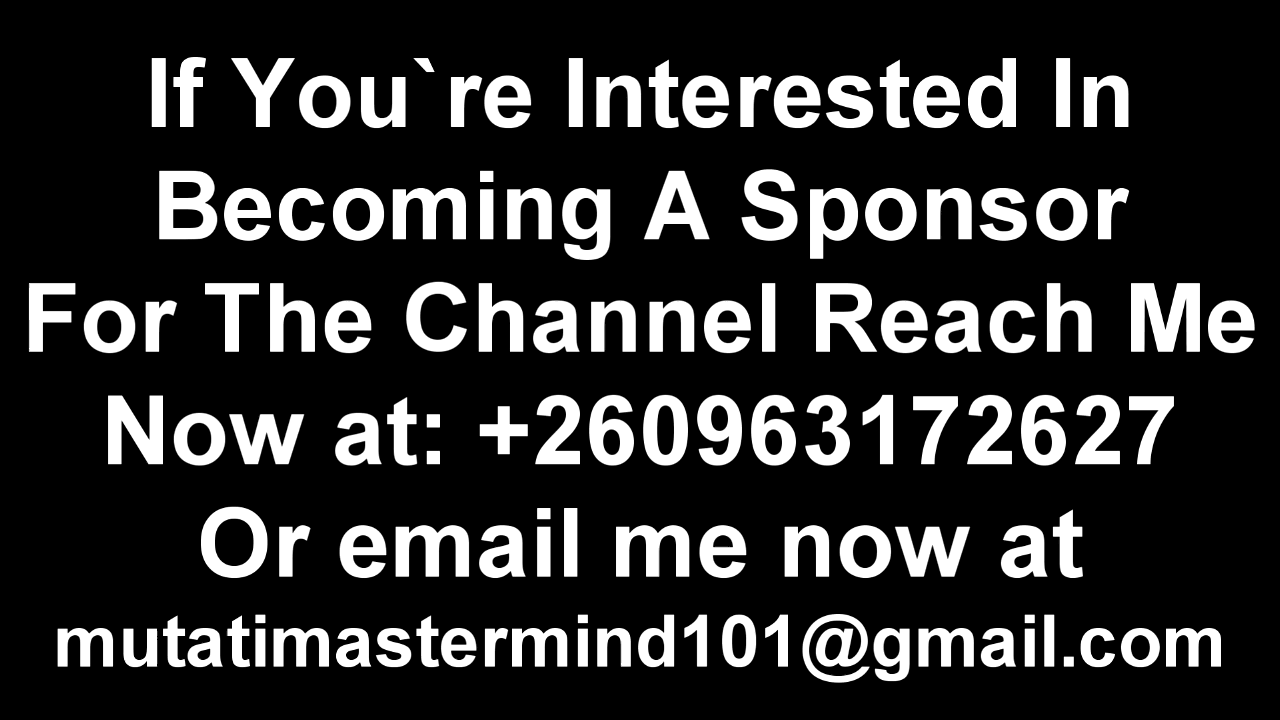 If You`re Interested In
Becoming A Sponsor
For The Channel Reach Me
Now at: +260963172627
Or email me now at
mutatimastermind101@gmail.com